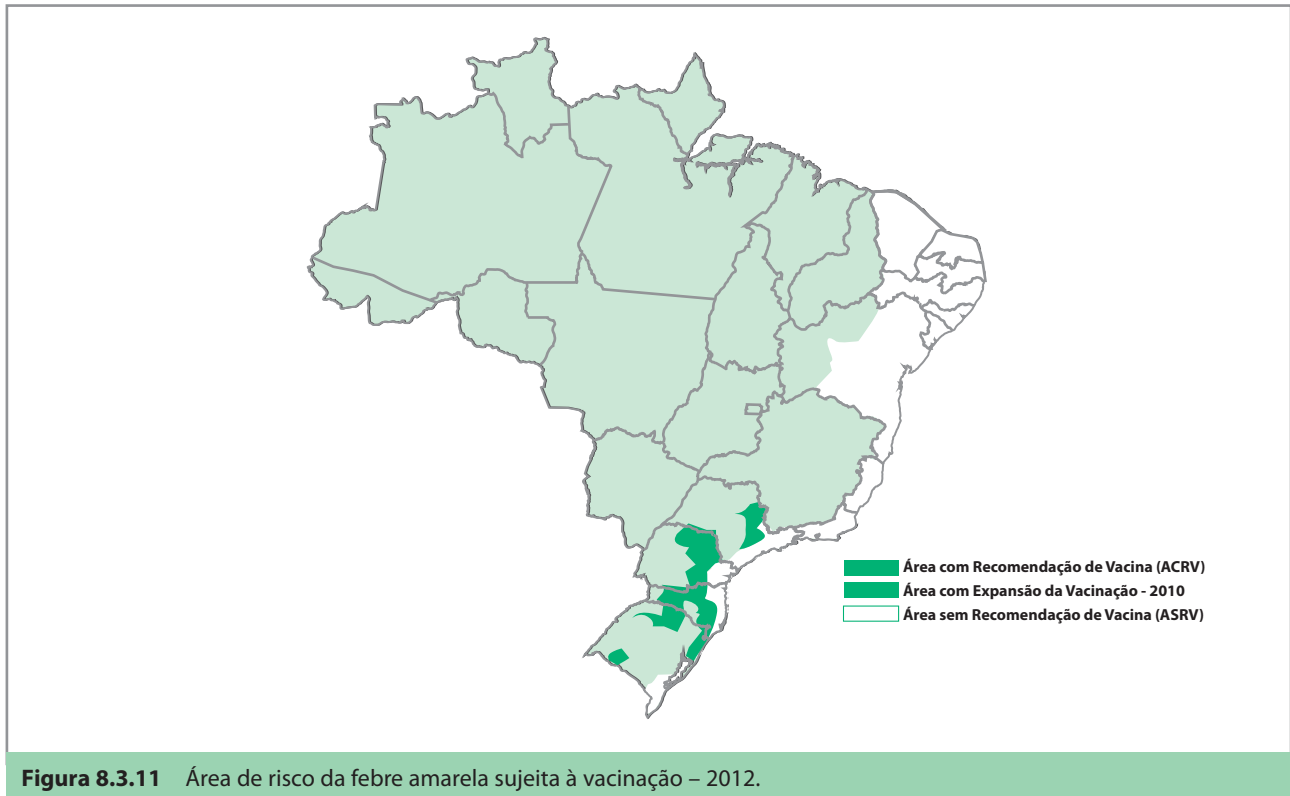 Área com Recomendação de Vacina (ACRV)
Área com Expansão da Vacinação - 2010
Área sem Recomendação de Vacina (ASRV)
Figura 8.3.11 Área de risco da febre amarela sujeita à vacinação – 2012.